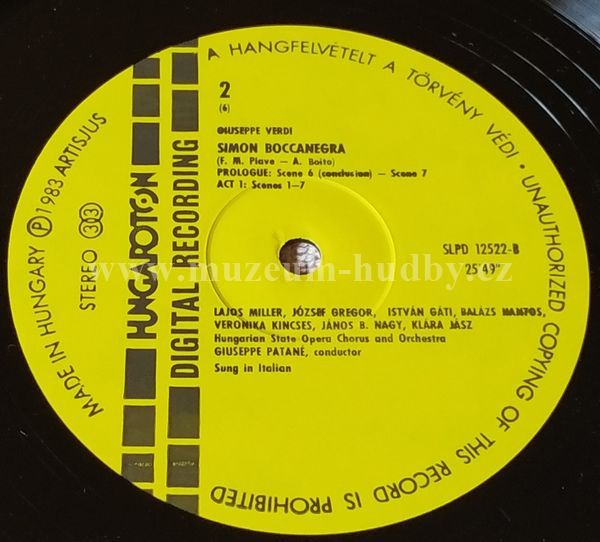 A HANGFELVÉTELT A TÖRVÉNY VÉDI • UNAUTHORIZED COPYING OF THIS RECORD IS PROHIBITED
MADE IN HUNGARY Ⓟ 1983 ARTISJUS
STEREO 33
HUNGAROTON
DIGITAL-RECORDING
2
(6)
GIUSEPPE VERDI
SIMON BOCCANEGRA
(F. M. Piave – A. Boito)
PROLOGUE: Scene 6 (conclusion) – Scene 7
ACT 1: Scenes 1–7
SLPD 12522-B
25'49"
www.muzeum-hudby.cz
LAJOS MILLER, JÓZSEF GREGOR, ISTVÁN GÁTI, BALÁZS
VERONIKA KINCSES, JÁNOS B. NAGY, KLÁRA JÁSZ
Hungarian State Opera Chorus and Orchestra
GIUSEPPE PATANÉ, conductor
Sung in Italian